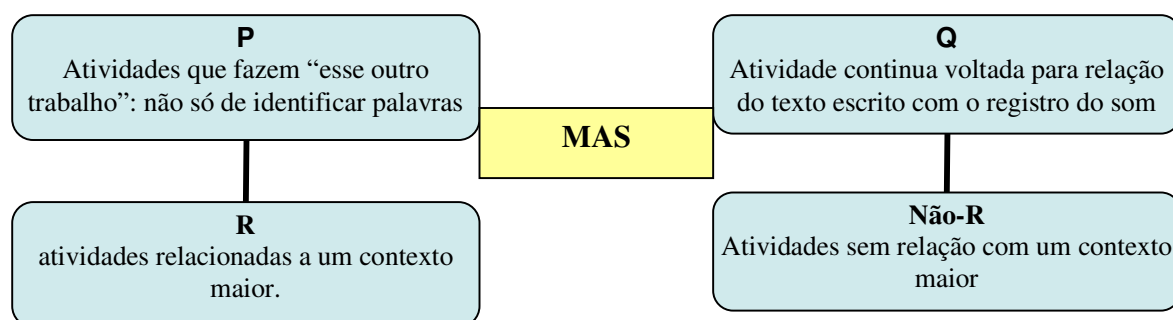 P
Atividades que fazem “esse outro
trabalho”: não só de identificar palavras
MAS
Q
Atividade continua voltada para relação
do texto escrito com o registro do som
R
atividades relacionadas a um contexto
maior.
Não-R
Atividades sem relação com um contexto
maior